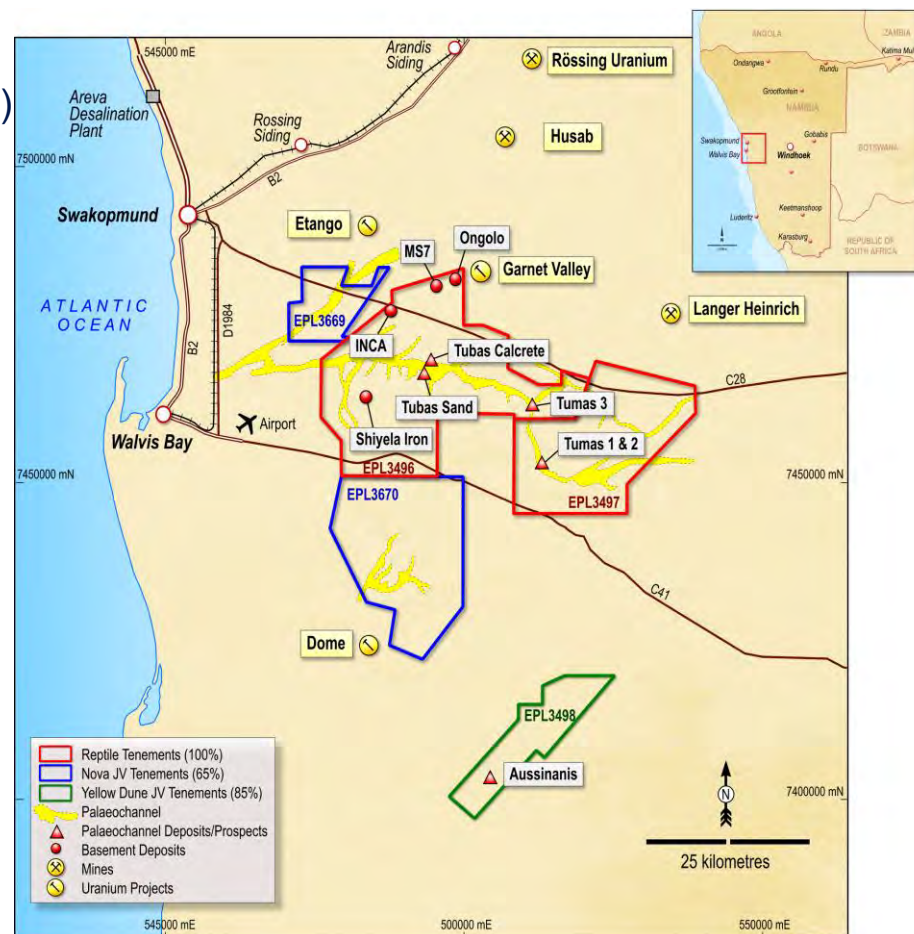 )
545000 mE
Arandis
Siding
Rössing Uranium
Areva
Desalination
Plant
Rossing
Siding
Husab
7500000 mN
B2
Swakopmund
Etango
MS7
Ongolo
Garnet Valley
ATLANTIC
OCEAN
D1984
B2
EPL3669
INCA
Langer Heinrich
Tubas Calcrete
C28
Tubas Sand
Tumas 3
Walvis Bay
Airport
Shiyela Iron
Tumas 1 & 2
7450000 mN
EPL3496
7450000 mN
EPL3670
EPL3497
C41
Dome
EPL3498
Aussinanis
7400000 mN
N
25 kilometres
Reptile Tenements (100%)
Nova JV Tenements (65%)
Yellow Dune JV Tenements (85%)
Palaeochannel
Palaeochannel Deposits/Prospects
Basement Deposits
Mines
Uranium Projects
545000 mE
500000 mE
550000 mE
ANGOLA
ZAMBIA
Katima Mul
Ondangwa
Rundu
Grootfontein
NAMIBIA
Swakopmund
Walvis Bay
Gobabis
Windhoek
BOTSWANA
Luderitz
Keetmanshoop
Karasburg
REPUBLIC OF
SOUTH AFRICA
N